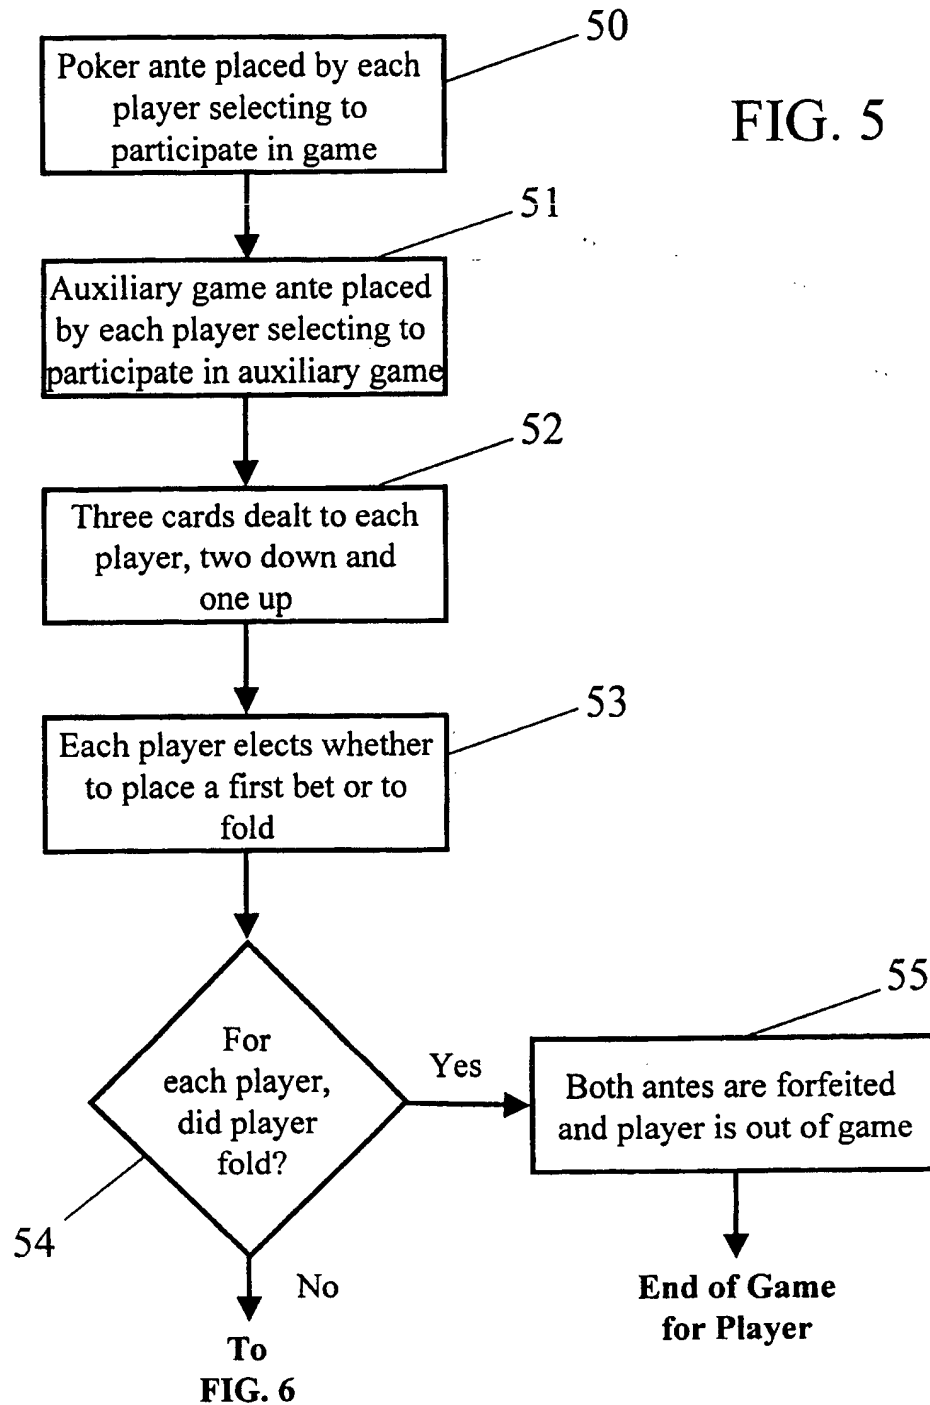 50
Poker ante placed by each
player selecting to
participate in game
FIG. 5
51
Auxiliary game ante placed
by each player selecting to
participate in auxiliary game
52
Three cards dealt to each
player, two down and
one up
53
Each player elects whether
to place a first bet or to
fold
54
For
each player,
did player
fold?
Yes
55
Both antes are forfeited
and player is out of game
No
To
FIG. 6
End of Game
for Player